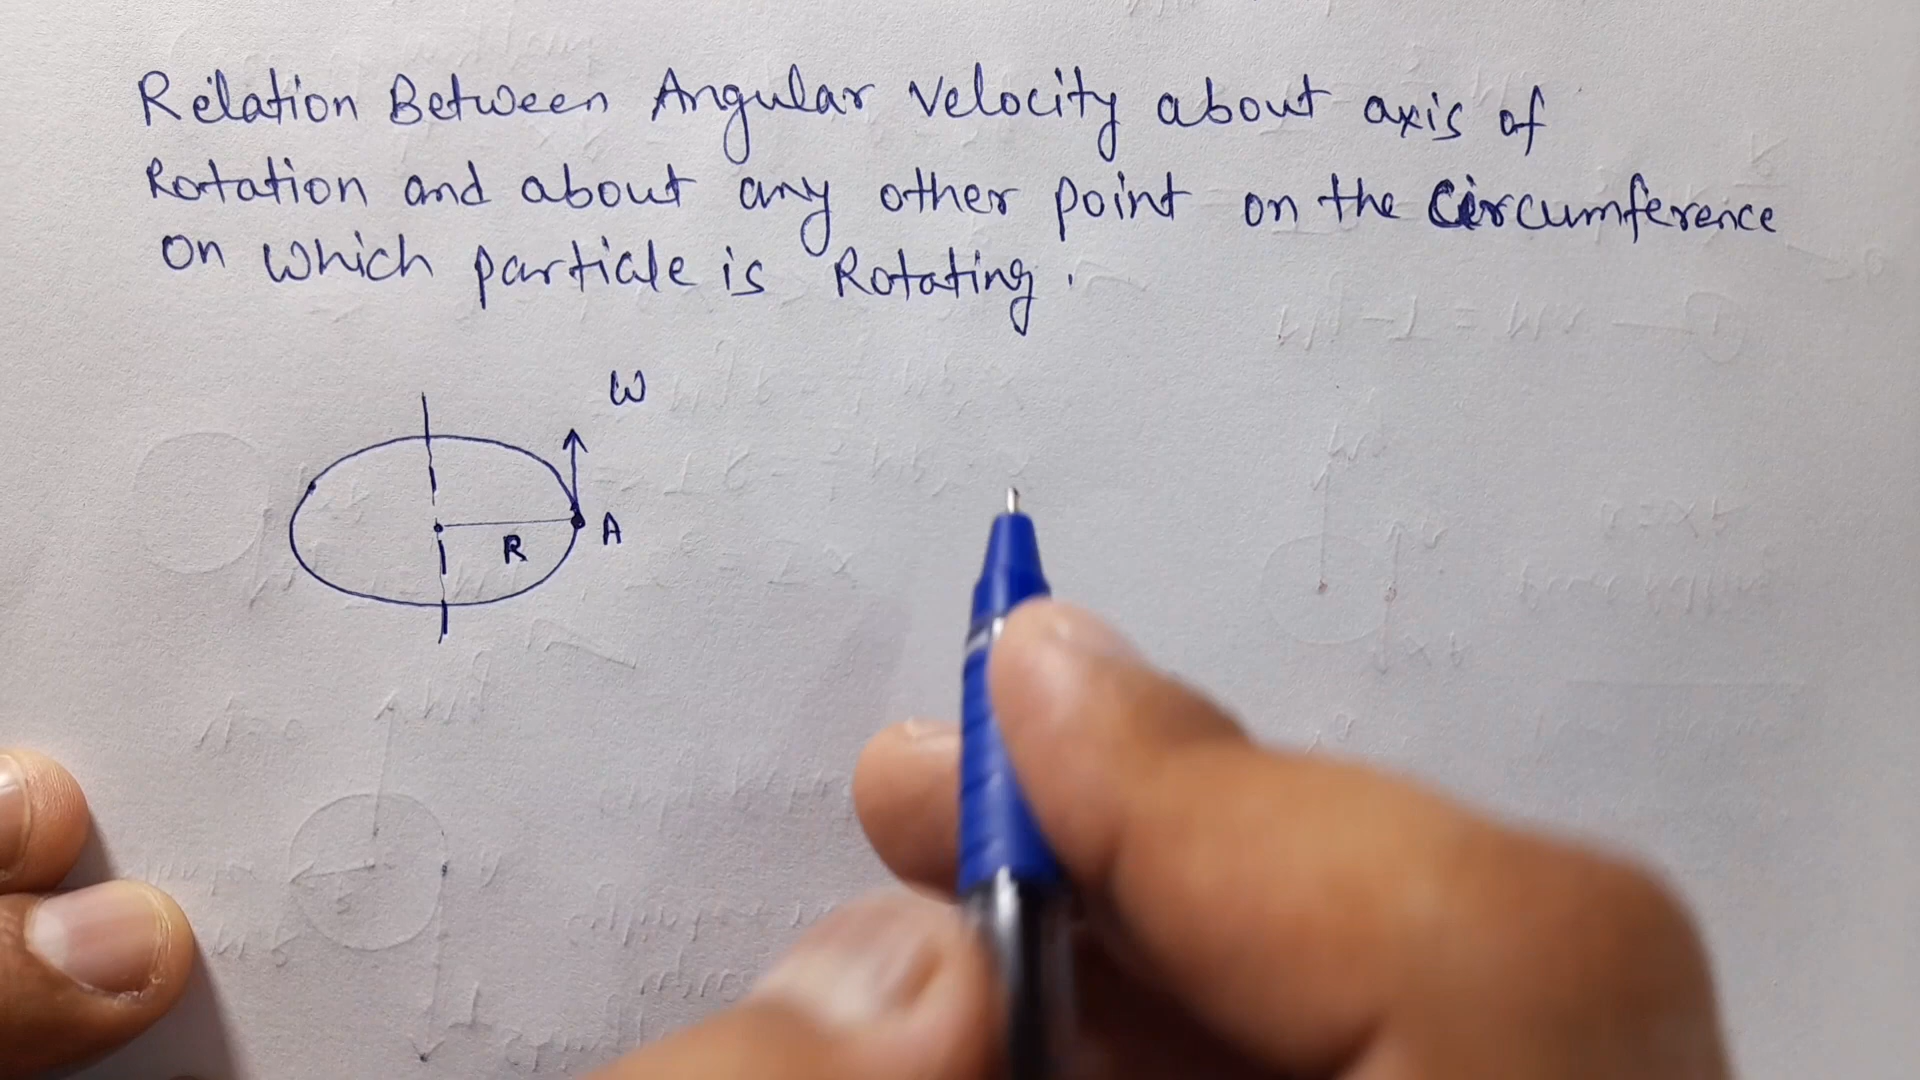 Relation Between Angular Velocity about axis of
Rotation and about any other point on the Circumference
on which particle is Rotating.
W
A
R